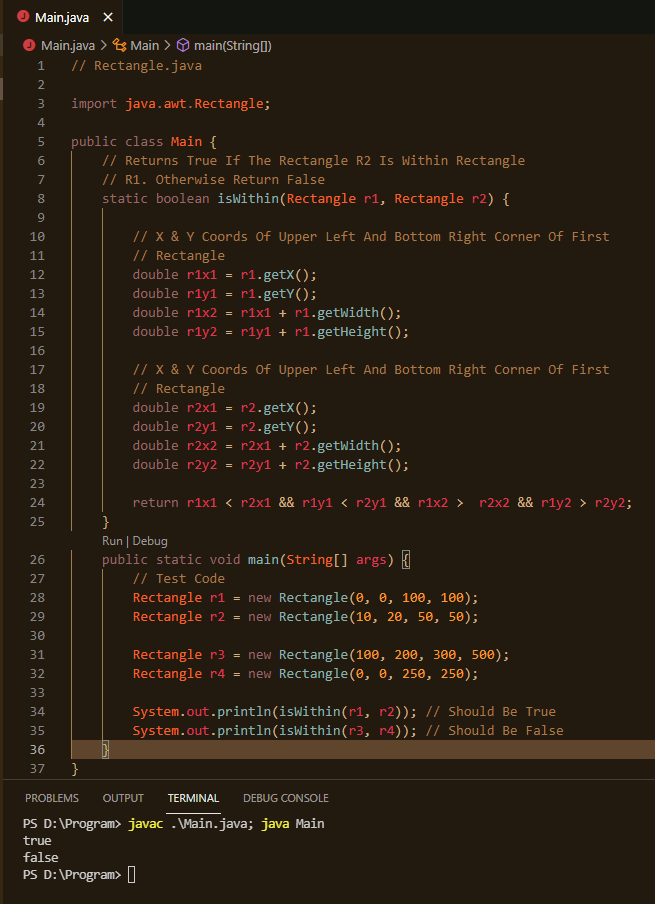 Main.java
Main.java > Main > main(String[])
1 // Rectangle.java
2
3 import java.awt.Rectangle;
4
5 public class Main {
6 // Returns True If The Rectangle R2 Is Within Rectangle
7 // R1. Otherwise Return False
8 static boolean isWithin(Rectangle r1, Rectangle r2) {
9
10 // X & Y Coords Of Upper Left And Bottom Right Corner Of First
11 // Rectangle
12 double r1x1 = r1.getX();
13 double r1y1 = r1.getY();
14 double r1x2 = r1x1 + r1.getWidth();
15 double r1y2 = r1y1 + r1.getHeight();
16
17 // X & Y Coords Of Upper Left And Bottom Right Corner Of First
18 // Rectangle
19 double r2x1 = r2.getX();
20 double r2y1 = r2.getY();
21 double r2x2 = r2x1 + r2.getWidth();
22 double r2y2 = r2y1 + r2.getHeight();
23
24 return r1x1 < r2x1 && r1y1 < r2y1 && r1x2 >  r2x2 && r1y2 > r2y2;
25 }
Run | Debug
26 public static void main(String[] args) {
27 // Test Code
28 Rectangle r1 = new Rectangle(0, 0, 100, 100);
29 Rectangle r2 = new Rectangle(10, 20, 50, 50);
30
31 Rectangle r3 = new Rectangle(100, 200, 300, 500);
32 Rectangle r4 = new Rectangle(0, 0, 250, 250);
33
34 System.out.println(isWithin(r1, r2)); // Should Be True
35 System.out.println(isWithin(r3, r4)); // Should Be False
36 }
37 }
PROBLEMS OUTPUT TERMINAL DEBUG CONSOLE
PS D:\Program> javac .\Main.java; java Main
true
false
PS D:\Program>